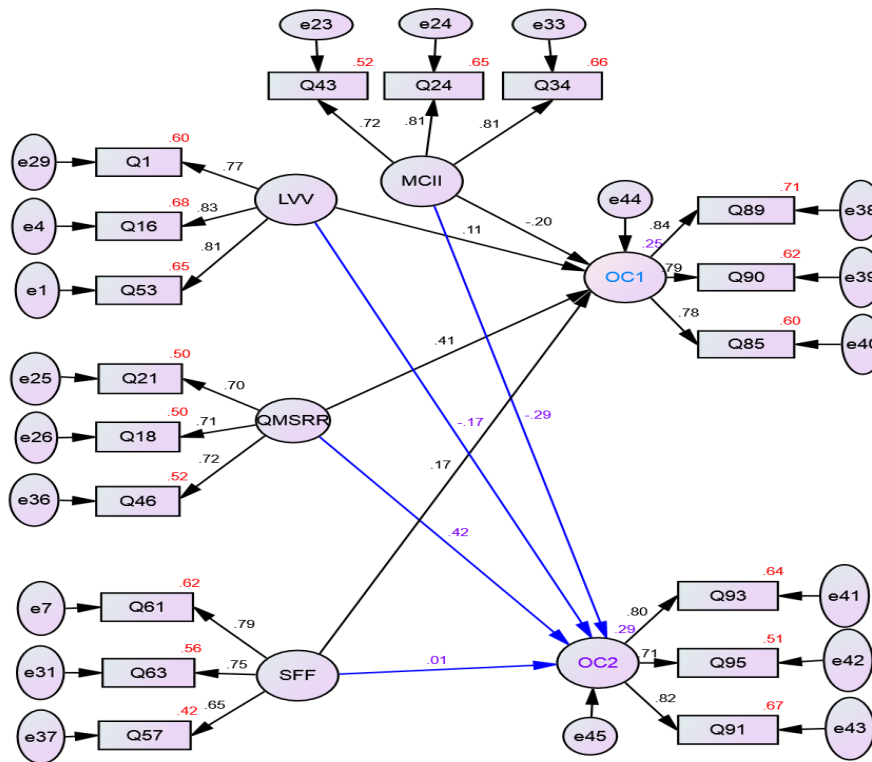 e23
e24
e33
.52
.65
.66
Q43
Q24
Q34
.72
.81
.81
MCII
e29
.60
Q1
.77
e4
.68
Q16
.83
LVV
e1
.65
Q53
.81
.11
-.20
e44
.71
Q89
e38
.84
.25
OC1
.79
.62
Q90
e39
.78
.60
Q85
e40
e25
.50
Q21
.70
e26
.50
Q18
.71
QMSRR
e36
.52
Q46
.72
.41
-.17
-.29
.17
.42
e7
.62
Q61
.79
e31
.56
Q63
.75
SFF
e37
.42
Q57
.65
.01
.64
Q93
e41
.80
.29
OC2
.71
.51
Q95
e42
.82
.67
Q91
e43
e45